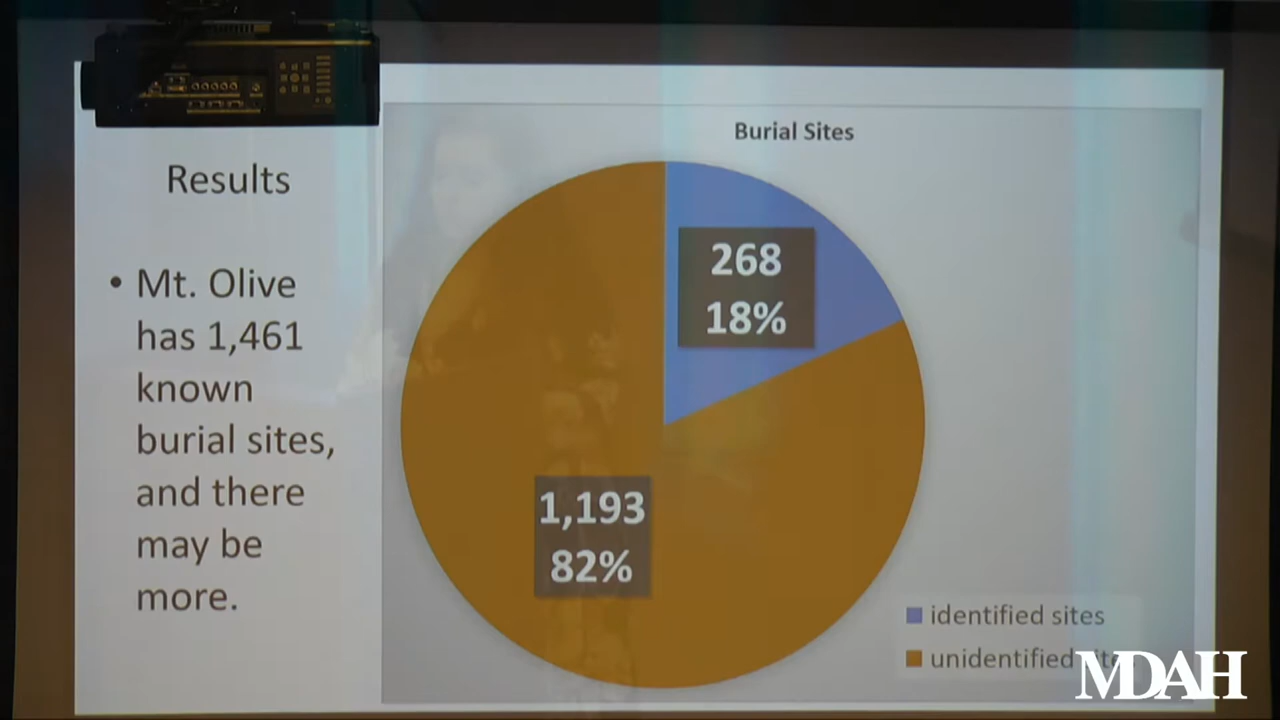 Results
• Mt. Olive
has 1,461
known
burial sites,
and there
may be
more.
Burial Sites
268
18%
1,193
82%
identified sites
unidentified
MDAH